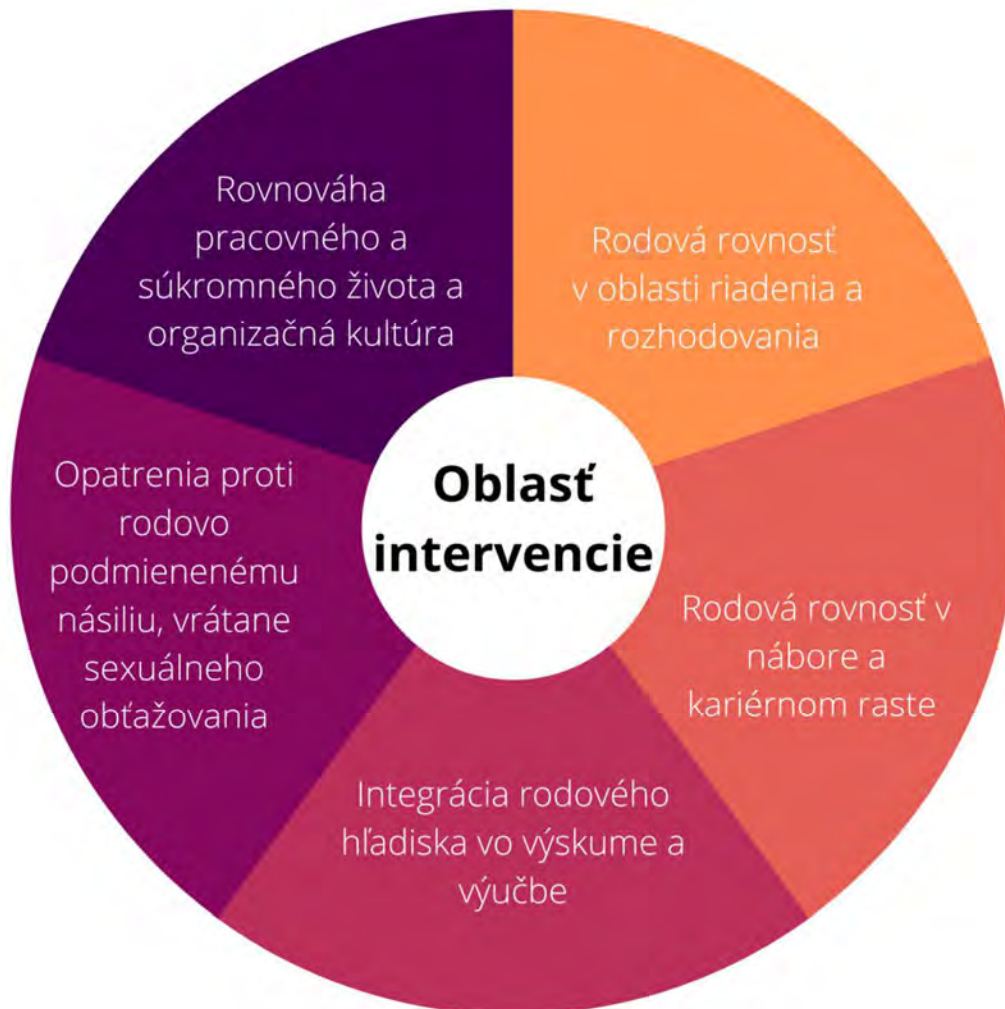 Rovnováha
pracovného a
súkromného života a
organizačná kultúra
Rodová rovnosť
v oblasti riadenia a
rozhodovania
Oblasť
intervencie
Opatrenia proti
rodovo
podmienenému
násiliu, vrátane
sexuálneho
obťažovania
Rodová rovnosť v
nábore a
kariérnom raste
Integrácia rodového
hľadiska vo výskume a
výučbe